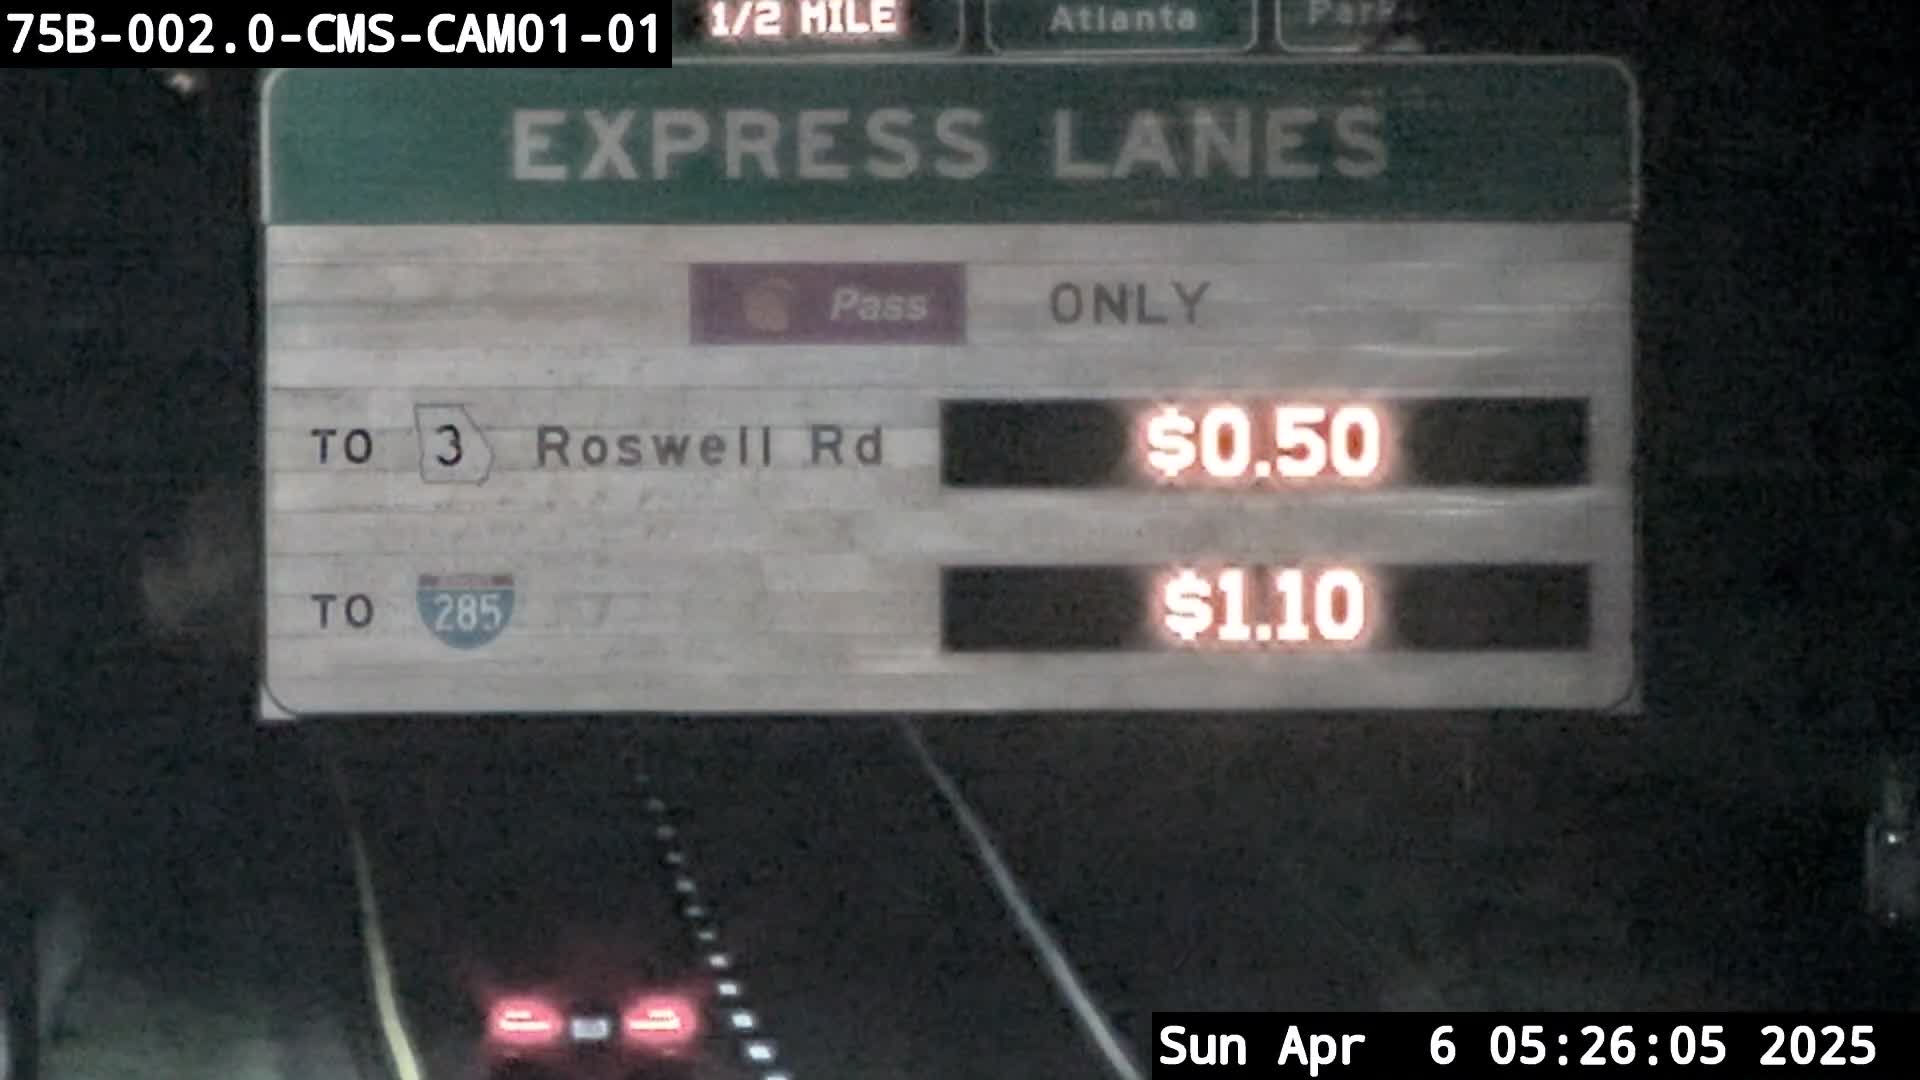 75B-002.0-CMS-CAM01-01
1/2 MILE
Atlanta
EXPRESS LANES
Pass ONLY
TO 3 Roswell Rd $0.50
TO 285 $1.10
Sun Apr 6 05:26:05 2025